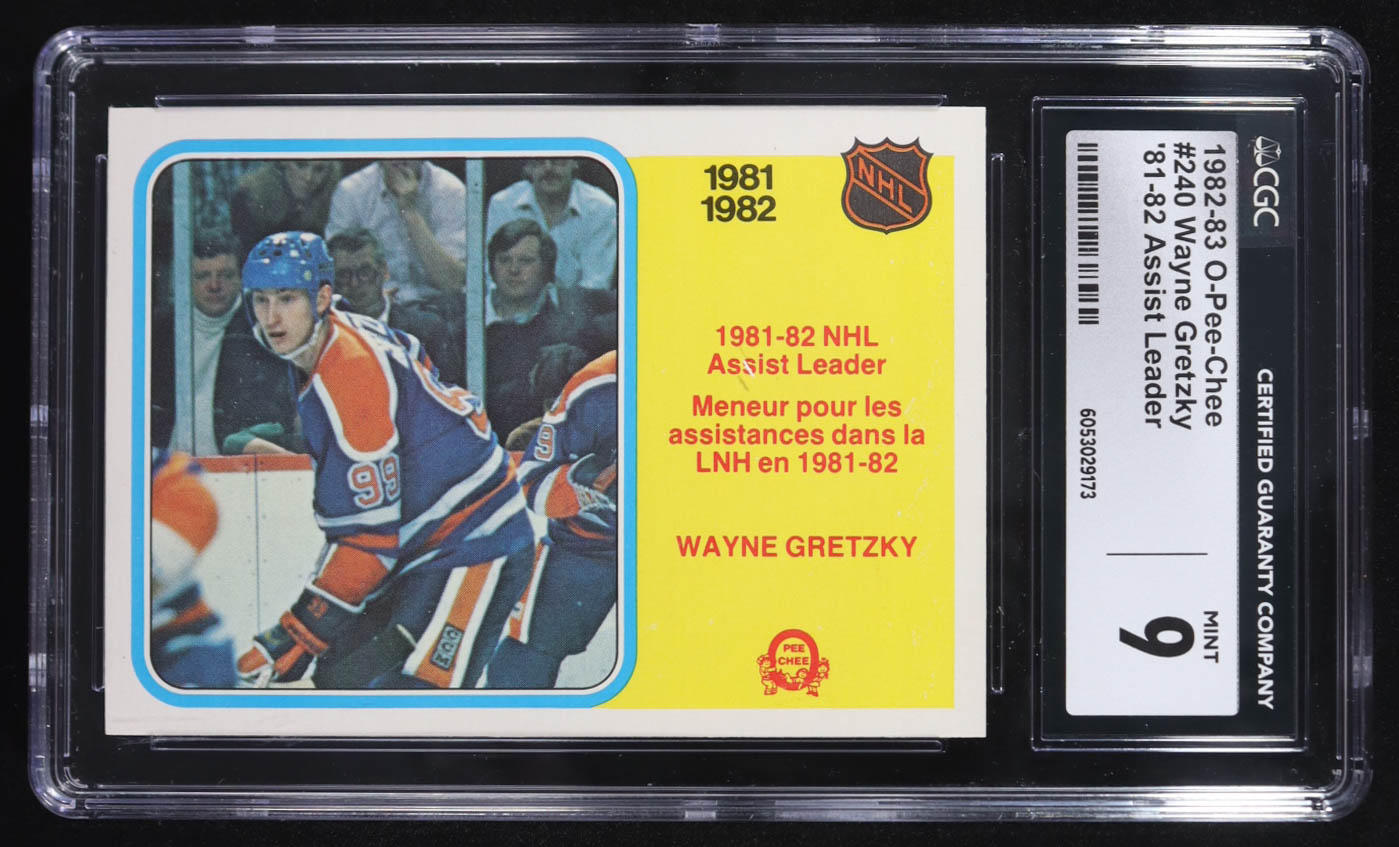 1981
1982
NHL
1981-82 NHL
Assist Leader
Meneur pour les
assistances dans la
LNH en 1981-82
WAYNE GRETZKY
O
PEE
CHEE
99
99
9
CGC
CERTIFIED GUARANTY COMPANY
1982-83 O-Pee-Chee
#240 Wayne Gretzky
'81-82 Assist Leader
6053029173
MINT
9